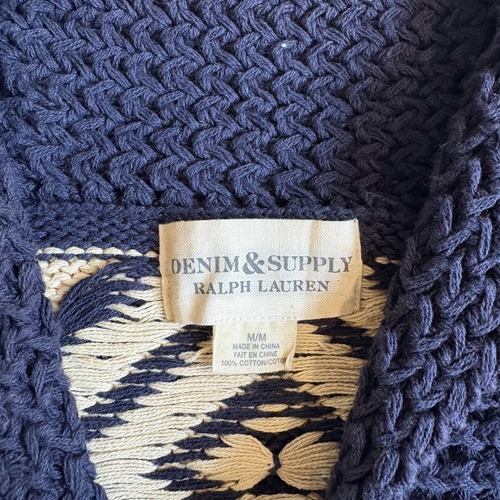 DENIM & SUPPLY
RALPH LAUREN
M/M
MADE IN CHINA
FAIT EN CHINE
100% COTTON/COTON